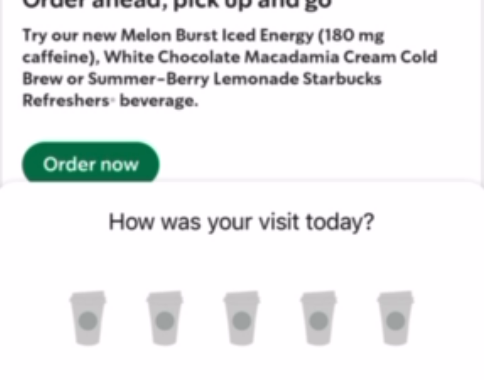 Order ahead, pick up and go
Try our new Melon Burst Iced Energy (180 mg
caffeine), White Chocolate Macadamia Cream Cold
Brew or Summer-Berry Lemonade Starbucks
Refreshers® beverage.
Order now
How was your visit today?